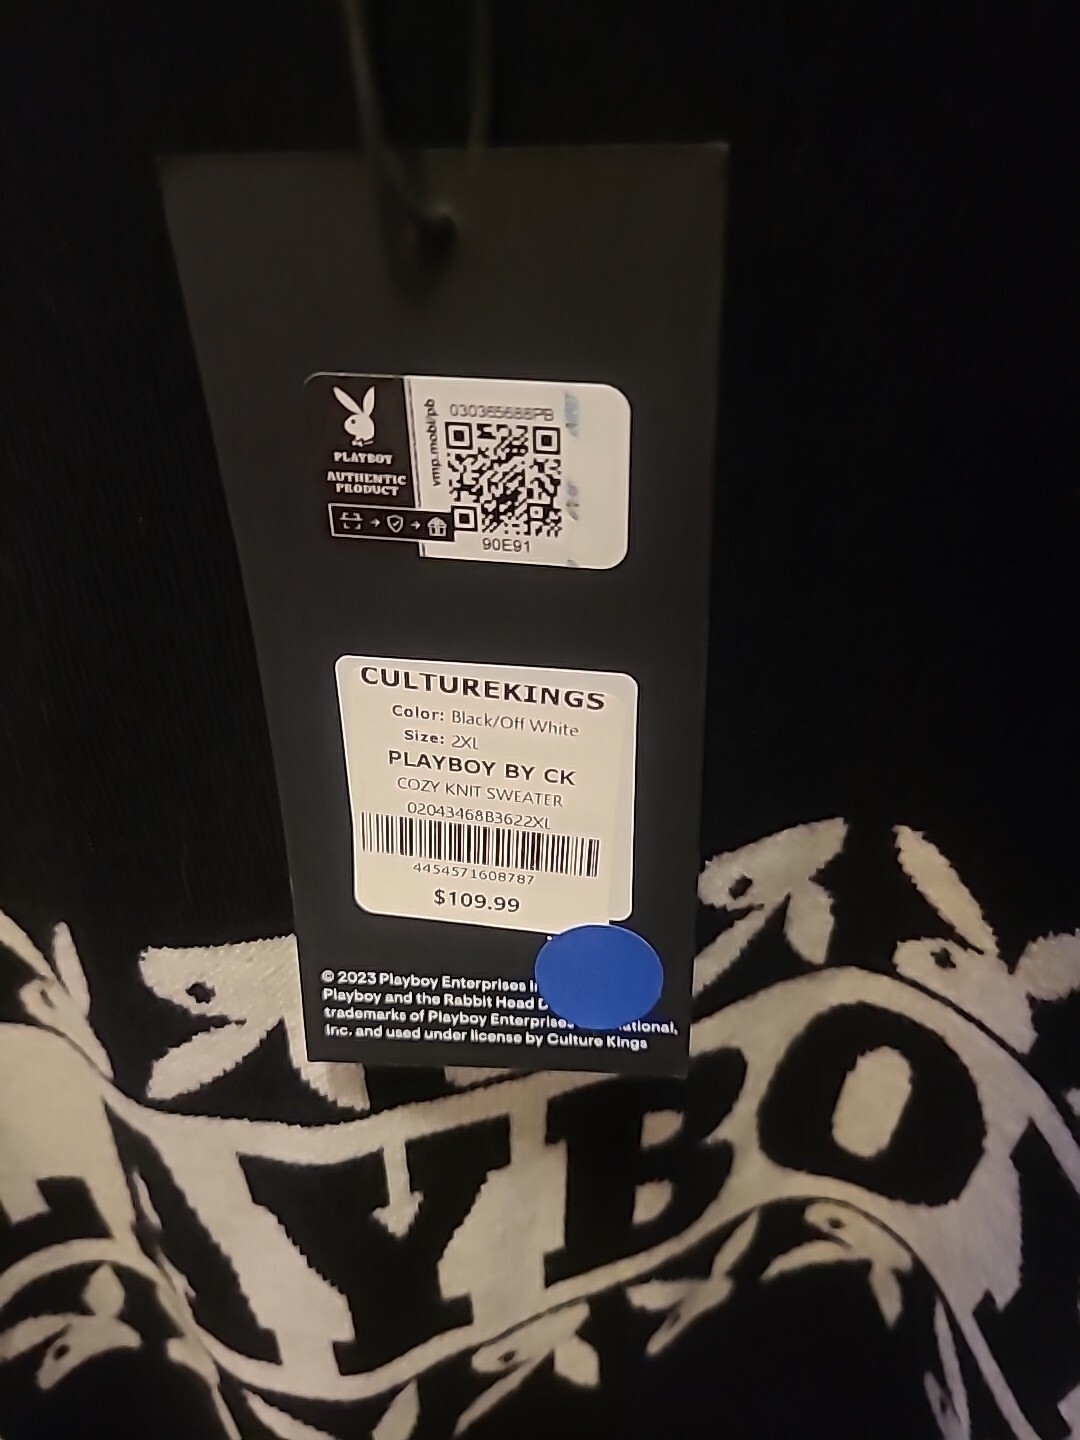 PLAYBOY
AUTHENTIC
PRODUCT
vmp.mobi/pb
030365688PB
90E91
CULTUREKINGS
Color: Black/Off White
Size: 2XL
PLAYBOY BY CK
COZY KNIT SWEATER
02043468B3622XL
4454571608787
$109.99
© 2023 Playboy Enterprises
Playboy and the Rabbit Head
trademarks of Playboy Enterprises
Inc. and used under license by Culture Kings
YBO